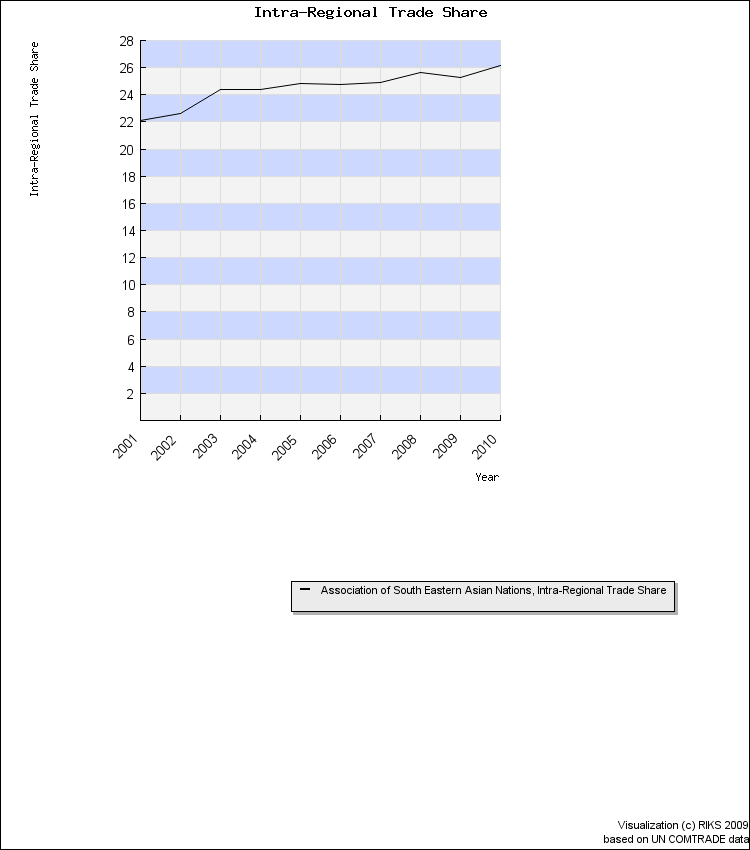 Intra-Regional Trade Share
Intra-Regional Trade Share
28
26
24
22
20
18
16
14
12
10
8
6
4
2
2001 2002 2003 2004 2005 2006 2007 2008 2009 2010
Year
Association of South Eastern Asian Nations, Intra-Regional Trade Share
Visualization (c) RIKS 2009
based on UN COMTRADE data